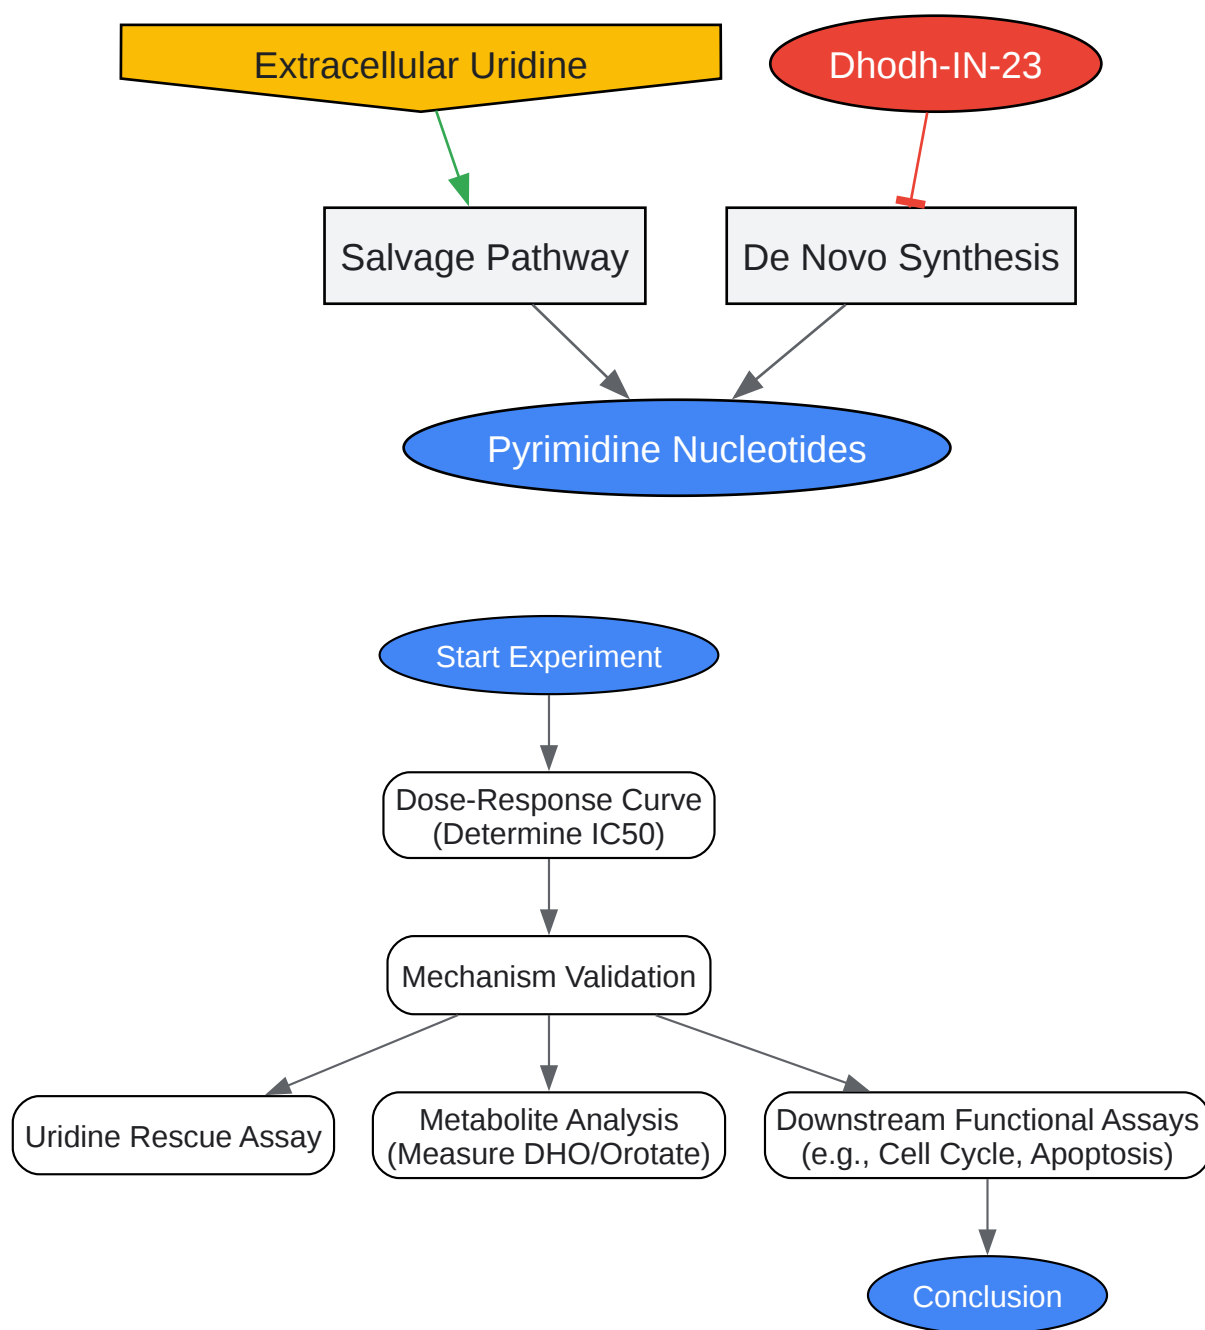 Extracellular Uridine
Dhodh-IN-23
Salvage Pathway
De Novo Synthesis
Pyrimidine Nucleotides
Start Experiment
Dose-Response Curve
(Determine IC50)
Mechanism Validation
Uridine Rescue Assay
Metabolite Analysis
(Measure DHO/Orotate)
Downstream Functional Assays
(e.g., Cell Cycle, Apoptosis)
Conclusion